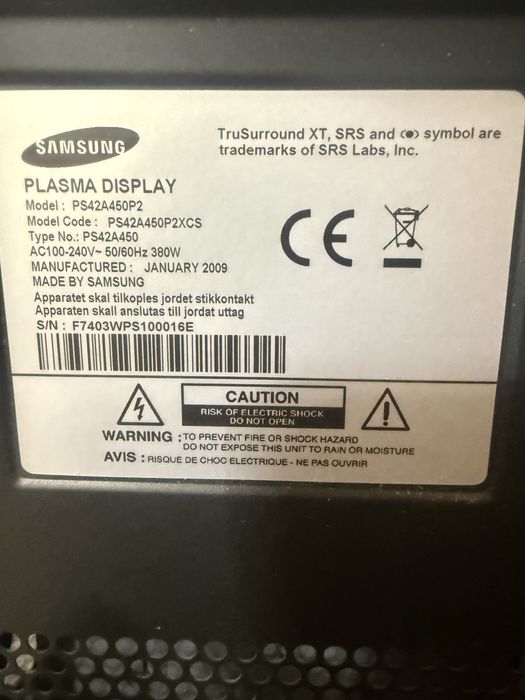 SAMSUNG
TruSurround XT, SRS and (●) symbol are
trademarks of SRS Labs, Inc.
PLASMA DISPLAY
Model : PS42A450P2
Model Code : PS42A450P2XCS
Type No.: PS42A450
AC100-240V~ 50/60Hz 380W
MANUFACTURED : JANUARY 2009
MADE BY SAMSUNG
Apparatet skal tilkoples jordet stikkontakt
Apparaten skall anslutas till jordat uttag
S/N : F7403WPS100016E
CE
CAUTION
RISK OF ELECTRIC SHOCK
DO NOT OPEN
WARNING : TO PREVENT FIRE OR SHOCK HAZARD
DO NOT EXPOSE THIS UNIT TO RAIN OR MOISTURE
AVIS : RISQUE DE CHOC ELECTRIQUE - NE PAS OUVRIR